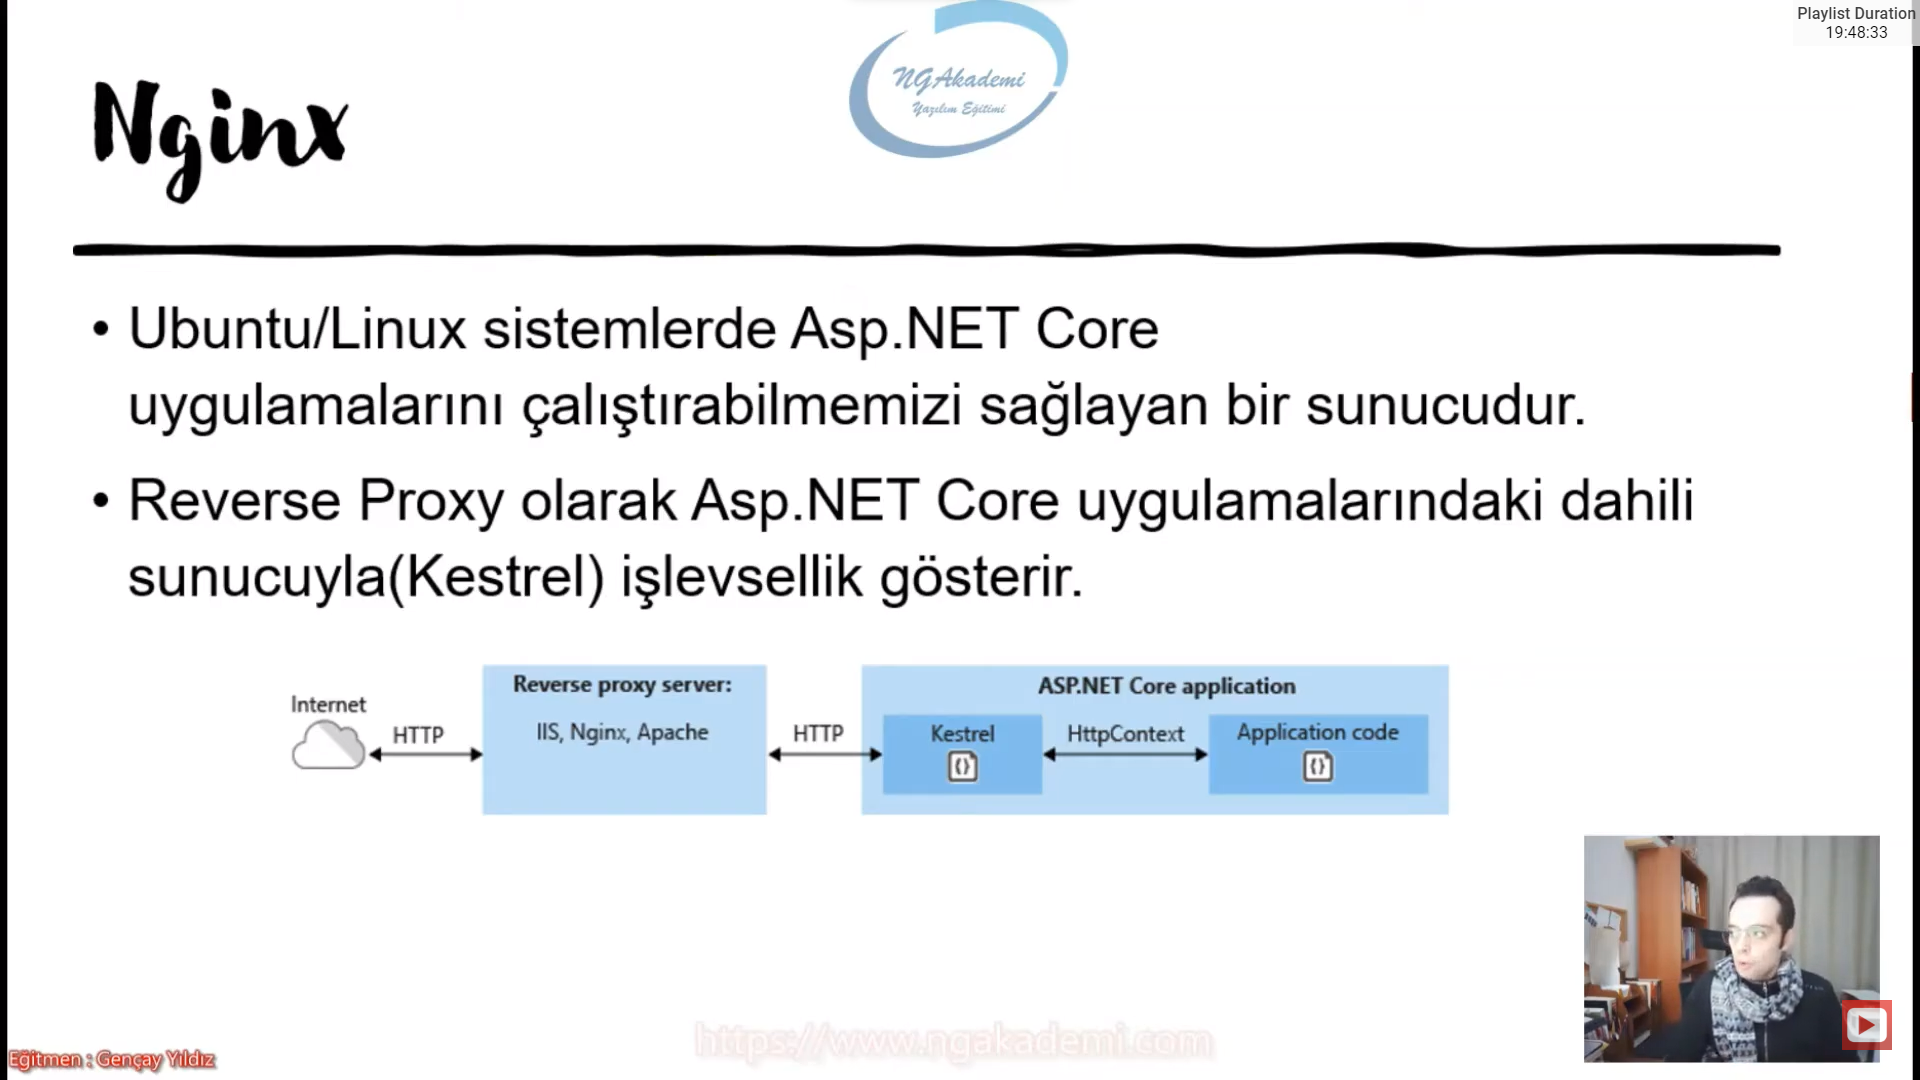 Playlist Duration
19:48:33
NGAkademi
Yazılım Eğitimi
Nginx
• Ubuntu/Linux sistemlerde Asp.NET Core
uygulamalarını çalıştırabilmemizi sağlayan bir sunucudur.
• Reverse Proxy olarak Asp.NET Core uygulamalarındaki dahili
sunucuyla(Kestrel) işlevsellik gösterir.
Internet
HTTP
Reverse proxy server:
IIS, Nginx, Apache
HTTP
ASP.NET Core application
Kestrel
HttpContext
Application code
https://www.ngakademi.com
Eğitmen : Gençay Yıldız